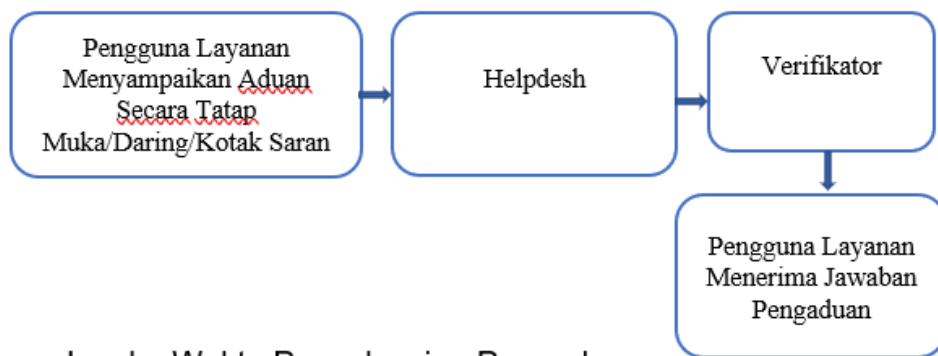 Pengguna Layanan
Menyampaikan Aduan
Secara Tatap
Muka/Daring/Kotak Saran
Helpdesh
Verifikator
Pengguna Layanan
Menerima Jawaban
Pengaduan